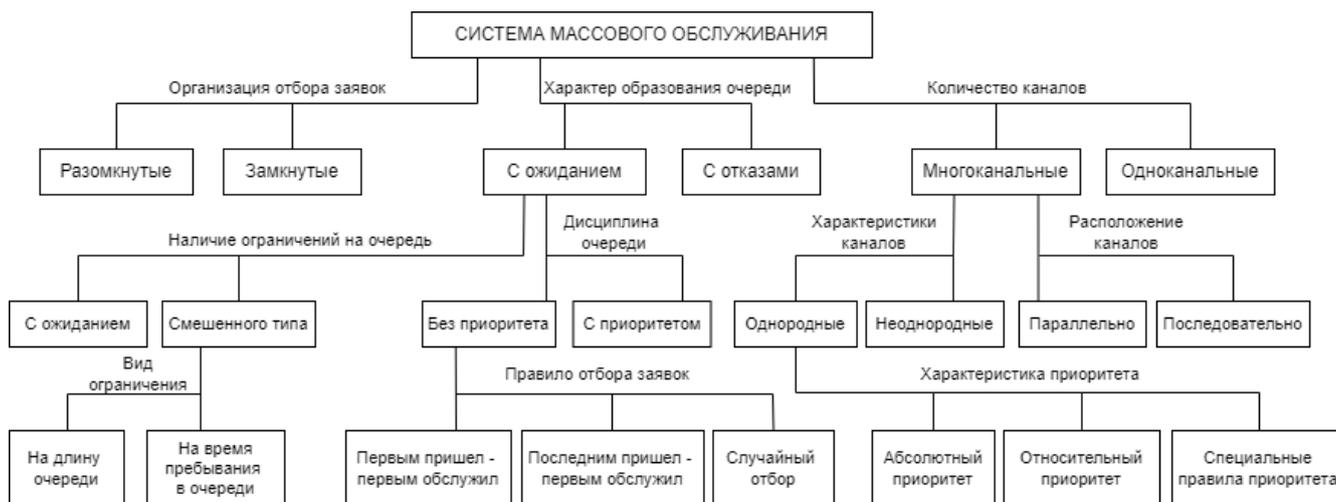 СИСТЕМА МАССОВОГО ОБСЛУЖИВАНИЯ
Организация отбора заявок
Характер образования очереди
Количество каналов
Разомкнутые
Замкнутые
С ожиданием
С отказами
Многоканальные
Одноканальные
Наличие ограничений на очередь
Дисциплина
очереди
Характеристики
каналов
Расположение
каналов
С ожиданием
Смешенного типа
Без приоритета
С приоритетом
Однородные
Неоднородные
Параллельно
Последовательно
Вид
ограничения
Правило отбора заявок
Характеристика приоритета
На длину
очереди
На время
пребывания
в очереди
Первым пришел -
первым обслужил
Последним пришел -
первым обслужил
Случайный
отбор
Абсолютный
приоритет
Относительный
приоритет
Специальные
правила приоритета